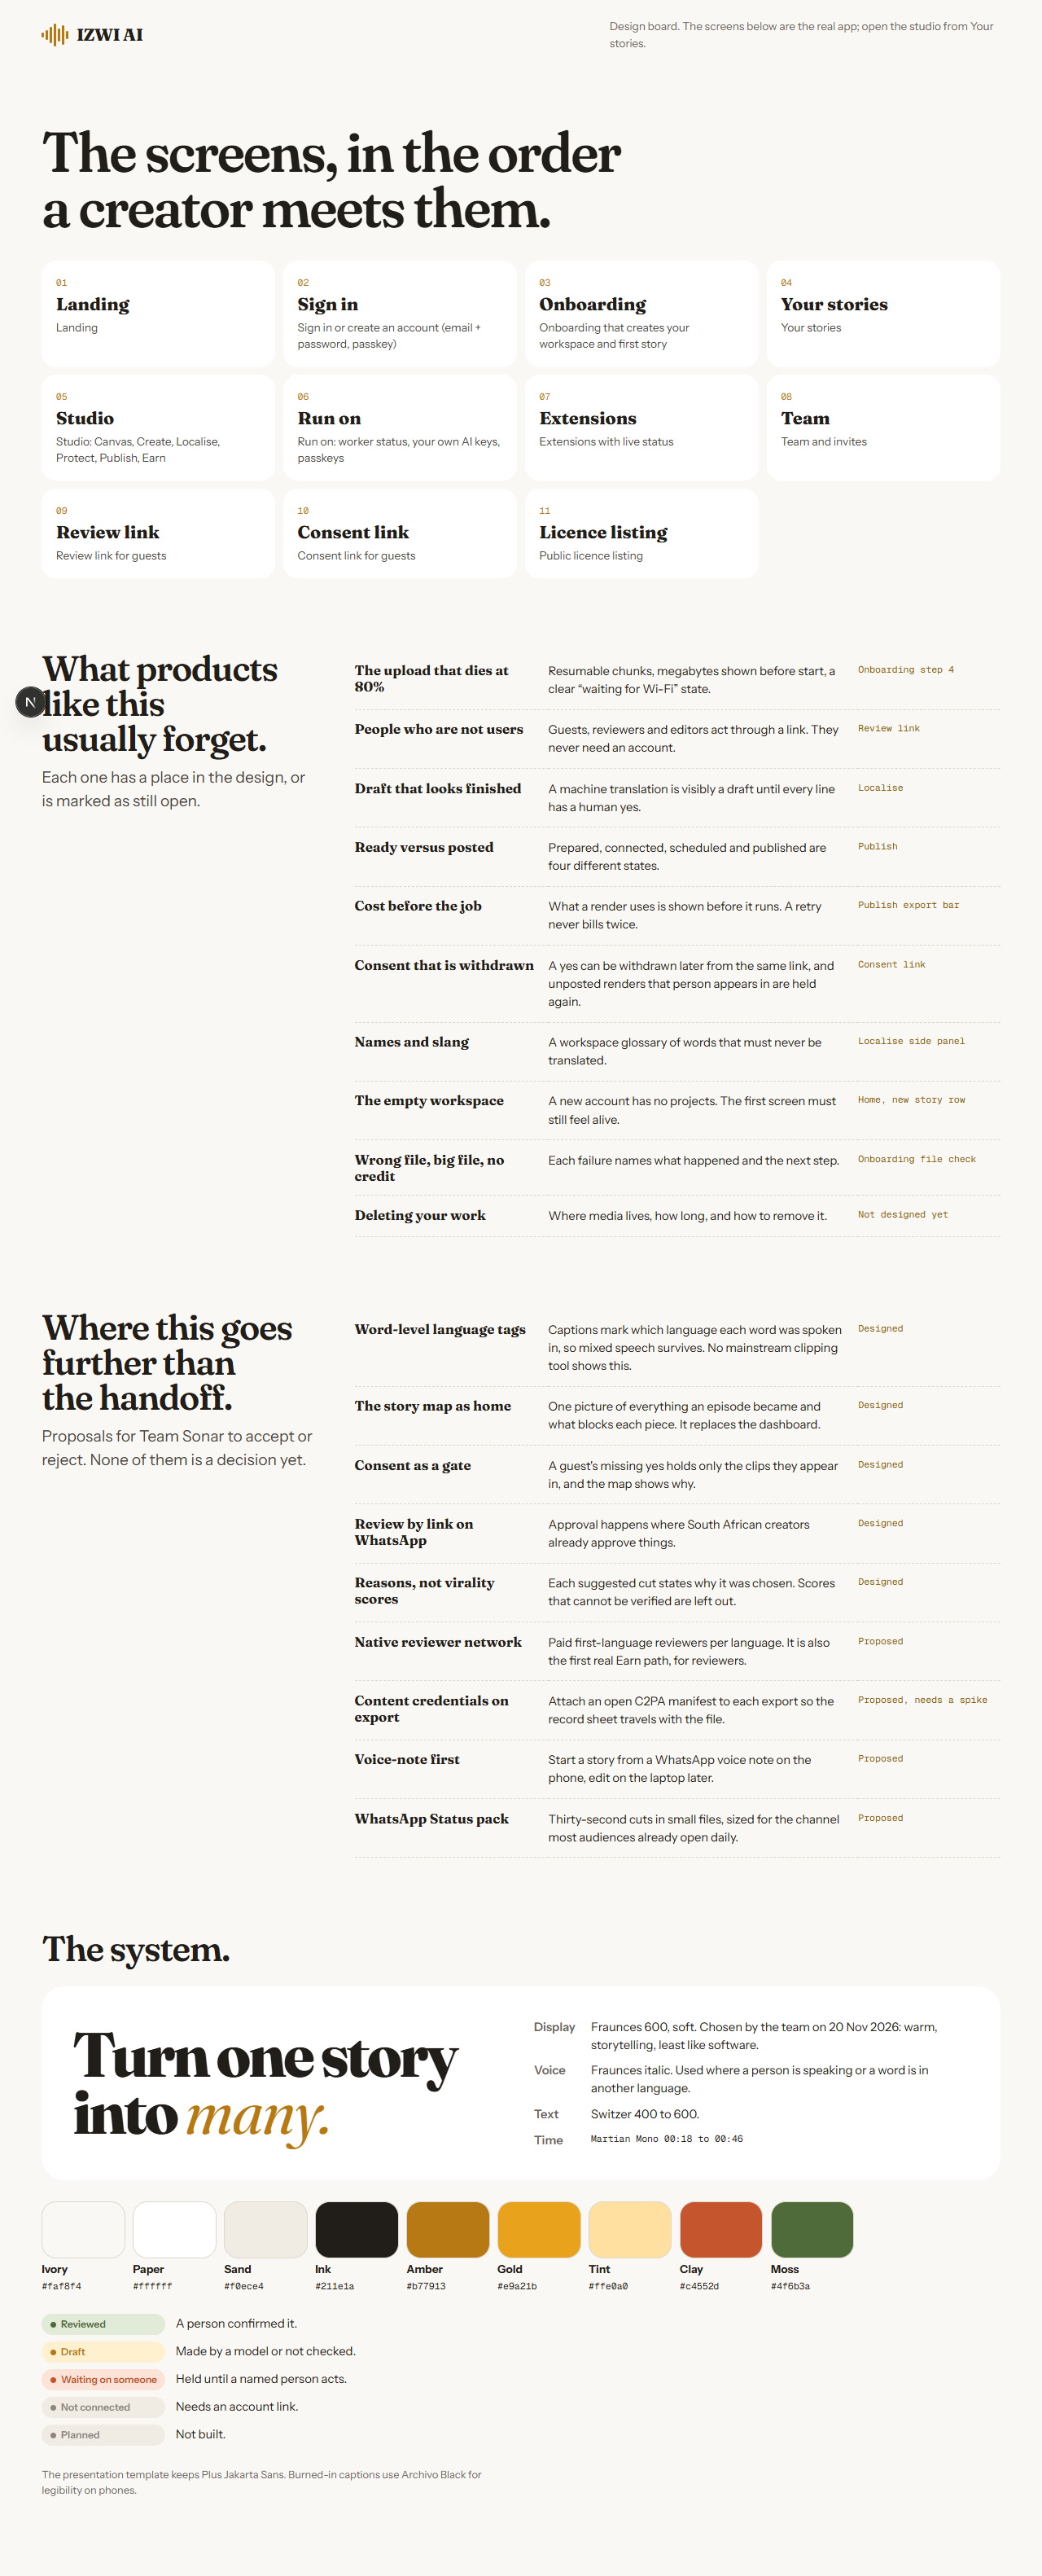 IZWI AI
Design board. The screens below are the real app; open the studio from Your
stories.
The screens, in the order
a creator meets them.
01
Landing
Landing
02
Sign in
Sign in or create an account (email +
password, passkey)
03
Onboarding
Onboarding that creates your
workspace and first story
04
Your stories
Your stories
05
Studio
Studio: Canvas, Create, Localise,
Protect, Publish, Earn
06
Run on
Run on: worker status, your own AI keys,
passkeys
07
Extensions
Extensions with live status
08
Team
Team and invites
09
Review link
Review link for guests
10
Consent link
Consent link for guests
11
Licence listing
Public licence listing
What products
like this
usually forget.
Each one has a place in the design, or
is marked as still open.
N
The upload that dies at
80%
Resumable chunks, megabytes shown before start, a
clear “waiting for Wi-Fi” state.
Onboarding step 4
People who are not users
Guests, reviewers and editors act through a link. They
never need an account.
Review link
Draft that looks finished
A machine translation is visibly a draft until every line
has a human yes.
Localise
Ready versus posted
Prepared, connected, scheduled and published are
four different states.
Publish
Cost before the job
What a render uses is shown before it runs. A retry
never bills twice.
Publish export bar
Consent that is withdrawn
A yes can be withdrawn later from the same link, and
unposted renders that person appears in are held
again.
Consent link
Names and slang
A workspace glossary of words that must never be
translated.
Localise side panel
The empty workspace
A new account has no projects. The first screen must
still feel alive.
Home, new story row
Wrong file, big file, no
credit
Each failure names what happened and the next step.
Onboarding file check
Deleting your work
Where media lives, how long, and how to remove it.
Not designed yet
Where this goes
further than
the handoff.
Proposals for Team Sonar to accept or
reject. None of them is a decision yet.
Word-level language tags
Captions mark which language each word was spoken
in, so mixed speech survives. No mainstream clipping
tool shows this.
Designed
The story map as home
One picture of everything an episode became and
what blocks each piece. It replaces the dashboard.
Designed
Consent as a gate
A guest's missing yes holds only the clips they appear
in, and the map shows why.
Designed
Review by link on
WhatsApp
Approval happens where South African creators
already approve things.
Designed
Reasons, not virality
scores
Each suggested cut states why it was chosen. Scores
that cannot be verified are left out.
Designed
Native reviewer network
Paid first-language reviewers per language. It is also
the first real Earn path, for reviewers.
Proposed
Content credentials on
export
Attach an open C2PA manifest to each export so the
record sheet travels with the file.
Proposed, needs a spike
Voice-note first
Start a story from a WhatsApp voice note on the
phone, edit on the laptop later.
Proposed
WhatsApp Status pack
Thirty-second cuts in small files, sized for the channel
most audiences already open daily.
Proposed
The system.
Turn one story
into many.
Display
Fraunces 600, soft. Chosen by the team on 20 Nov 2026: warm,
storytelling, least like software.
Voice
Fraunces italic. Used where a person is speaking or a word is in
another language.
Text
Switzer 400 to 600.
Time
Martian Mono 00:18 to 00:46
Ivory
#faf8f4
Paper
#ffffff
Sand
#f0ece4
Ink
#211e1a
Amber
#b77913
Gold
#e9a21b
Tint
#ffe0a0
Clay
#c4552d
Moss
#4f6b3a
Reviewed
A person confirmed it.
Draft
Made by a model or not checked.
Waiting on someone
Held until a named person acts.
Not connected
Needs an account link.
Planned
Not built.
The presentation template keeps Plus Jakarta Sans. Burned-in captions use Archivo Black for
legibility on phones.